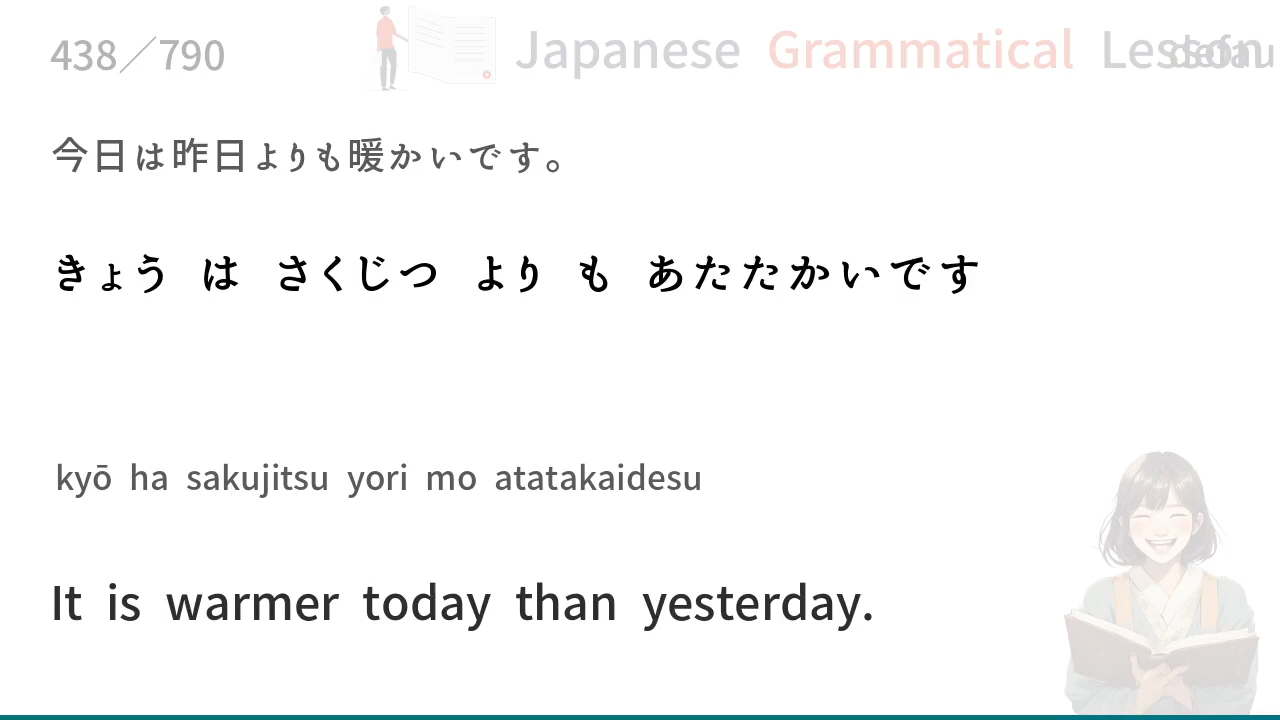 438／790
Japanese Grammatical Lesson
今日は昨日よりも暖かいです。
きょう は さくじつ より も あたたかいです
kyō ha sakujitsu yori mo atatakaidesu
It is warmer today than yesterday.